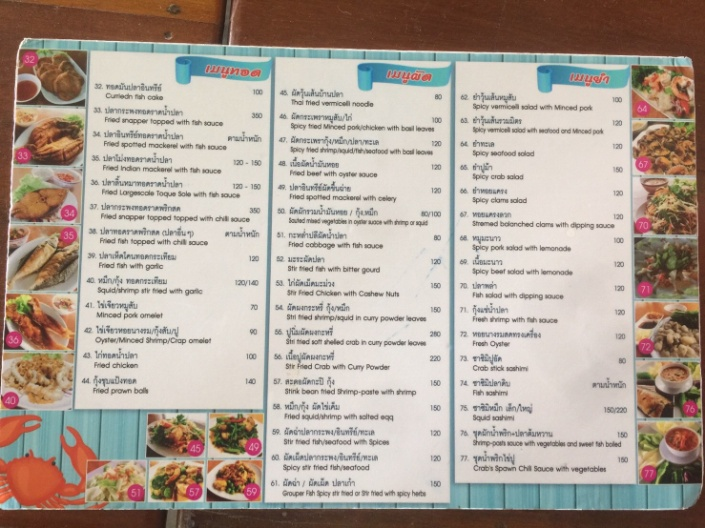 เมนูทอด
32. ทอดมันปลาอินทรีย์ 100
Curriedn fish cake
33. ปลากระพงทอดราดน้ำปลา 350
Fried snapper topped with fish sauce
34. ปลาอินทรีย์ทอดราดน้ำปลา ตามน้ำหนัก
Fried spotted mackerel with fish sauce
35. ปลาโม่งทอดราดน้ำปลา 120 - 150
Fried Indian mackerel with fish sauce
36. ปลาลิ้นหมาทอดราดน้ำปลา 120 - 150
Fried Largescale Toque Sole with fish sauce
37. ปลากระพงทอดราดพริกสด 350
Fried snapper topped topped with chilli sauce
38. ปลาทอดราดพริกสด (ปลาอื่นๆ) ตามน้ำหนัก
Fried fish topped with chilli sauce
39. ปลาเห็ดโคนทอดกระเทียม 120
Fried fish with garlic
40. หมึก/กุ้ง ทอดกระเทียม 120/140
Squid/shrimp stir fried with garlic
41. ไข่เจียวหมูสับ 70
Minced pork omelet
42. ไข่เจียวหอยนางรม/กุ้งสับ/ปู 90
Oyster/Minced Shrimp/Crap omelet
43. ไก่ทอดน้ำปลา 100
Fried chicken
44. กุ้งชุบแป้งทอด 140
Fried prawn balls
เมนูผัด
45. ผัดวุ้นเส้นบ้านปลา 80
Thai fried vermicelli noodle
46. ผัดกระเพราหมูสับ/ไก่ 100
Spicy fried Minced pork/chicken with basil leaves
47. ผัดกระเพรากุ้ง/หมึก/ปลา/ทะเล 120
Spicy fried shrimp/squid/fish/seafood with basil leaves
48. เนื้อผัดน้ำมันหอย 120
Fried beef with oyster sauce
49. ปลาอินทรีย์ผัดขึ้นฉ่าย 120
Fried spotted mackerel with celery
50. ผัดผักรวมน้ำมันหอย / กุ้ง,หมึก 80/100
Sauted mixed vegetables in oyster suace with shrimp or squid
51. กะหล่ำปลีผัดน้ำปลา 80
Fried cabbage with fish sauce
52. มะระผัดปลา 120
Stir fried fish with bitter gourd
53. ไก่ผัดเม็ดมะม่วง 150
Stir Fried Chicken with Cashew Nuts
54. ผัดผงกะหรี่ กุ้ง/หมึก 150
Stri fried shrimp/squid in curry powder leaves
55. ปูนิ่มผัดผงกะหรี่ 280
Stri fried soft shelled crab in curry powder leaves
56. เนื้อปูผัดผงกะหรี่ 220
Stir Fried Crab with Curry Powder
57. สะตอผัดกะปิ กุ้ง 150
Stink bean fried Shrimp-paste with shrimp
58. หมึก/กุ้ง ผัดไข่เค็ม 150
Fried squid/shrimp with salted eqq
59. ผัดฉ่าปลากระพง/อินทรีย์/ทะเล 150
Stir fried fish/seafood with Spices
60. ผัดเผ็ดปลากระพง/อินทรีย์/ทะเล 150
Spicy stir fried fish/seafood
61. ผัดฉ่า / ผัดเผ็ด ปลาเก๋า 150
Grouper Fish Spicy stir fried or Stir fried with spicy herbs
เมนูยำ
62. ยำวุ้นเส้นหมูสับ 100
Spicy vermicelli salad with Minced pork
63. ยำวุ้นเส้นรวมมิตร 120
Spicy vermicelli salad with seafood and Minced pork
64. ยำทะเล 150
Spicy seafood salad
65. ยำปูม้า 150
Spicy crab salad
66. ยำหอยแครง 120
Spicy clams salad
67. หอยแครงลวก 120
Stremed balanched clams with dipping sauce
68. หมูมะนาว 120
Spicy pork salad with lemonade
69. เนื้อมะนาว 120
Spicy beef salad with lemonade
70. ปลาพล่า 120
Fish salad with dipping sauce
71. กุ้งแช่น้ำปลา 120
Fresh shrimp with fish sauce
72. หอยนางรมสดทรงเครื่อง 120
Fresh Oyster
73. ซาชิมิปูอัด 80
Crab stick sashimi
74. ซาชิมิปลาดิบ ตามน้ำหนัก
Fish sashimi
75. ซาชิมิหมึก เล็ก/ใหญ่ 150/220
Squid sashimi
76. ชุดผักน้ำพริก+ปลาต้มหวาน 150
Shrimp-pasls sauce with vegetables and sweet fish boiled
77. ชุดน้ำพริกไข่ปู 150
Crab's Spawn Chili Sauce with vegetables
32
33
34
35
36
40
45
49
51
57
59
64
67
70
71
72
76
77